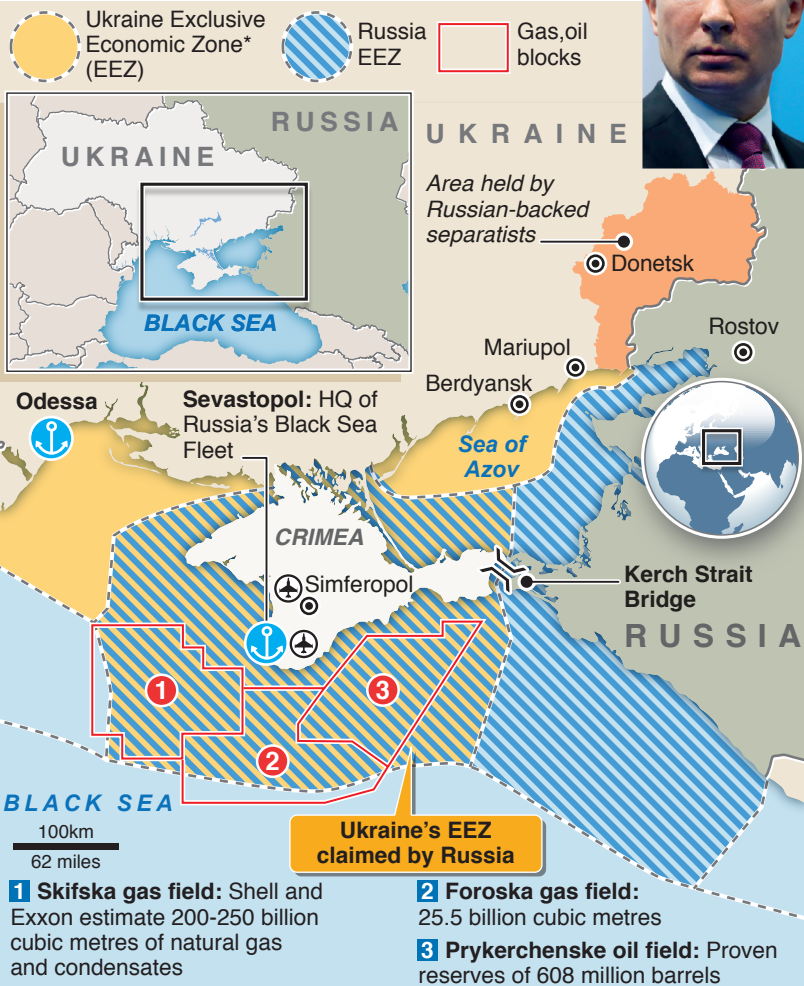 Ukraine Exclusive
Economic Zone*
(EEZ)
Russia
EEZ
Gas,oil
blocks
RUSSIA
UKRAINE
BLACK SEA
UKRAINE
Area held by
Russian-backed
separatists
Donetsk
Rostov
Mariupol
Berdyansk
Odessa
Sevastopol: HQ of
Russia's Black Sea
Fleet
Sea of
Azov
CRIMEA
Simferopol
Kerch Strait
Bridge
RUSSIA
1
3
2
BLACK SEA
100km
62 miles
Ukraine's EEZ
claimed by Russia
1 Skifska gas field: Shell and
Exxon estimate 200-250 billion
cubic metres of natural gas
and condensates
2 Foroska gas field:
25.5 billion cubic metres
3 Prykerchenske oil field: Proven
reserves of 608 million barrels